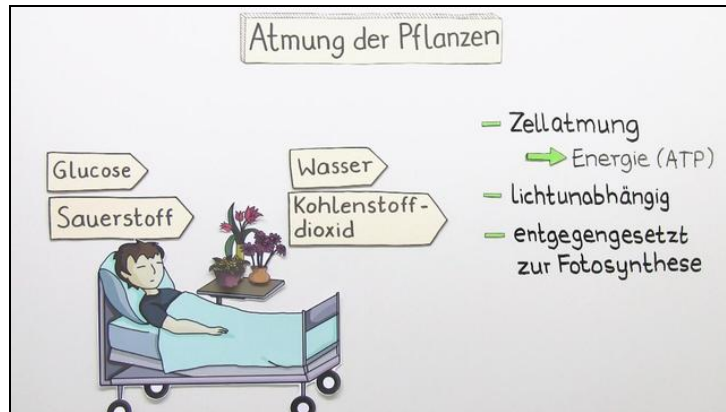 Atmung der Pflanzen
Glucose
Sauerstoff
Wasser
Kohlenstoff-
dioxid
Zellatmung
Energie (ATP)
lichtunabhängig
entgegengesetzt
zur Fotosynthese